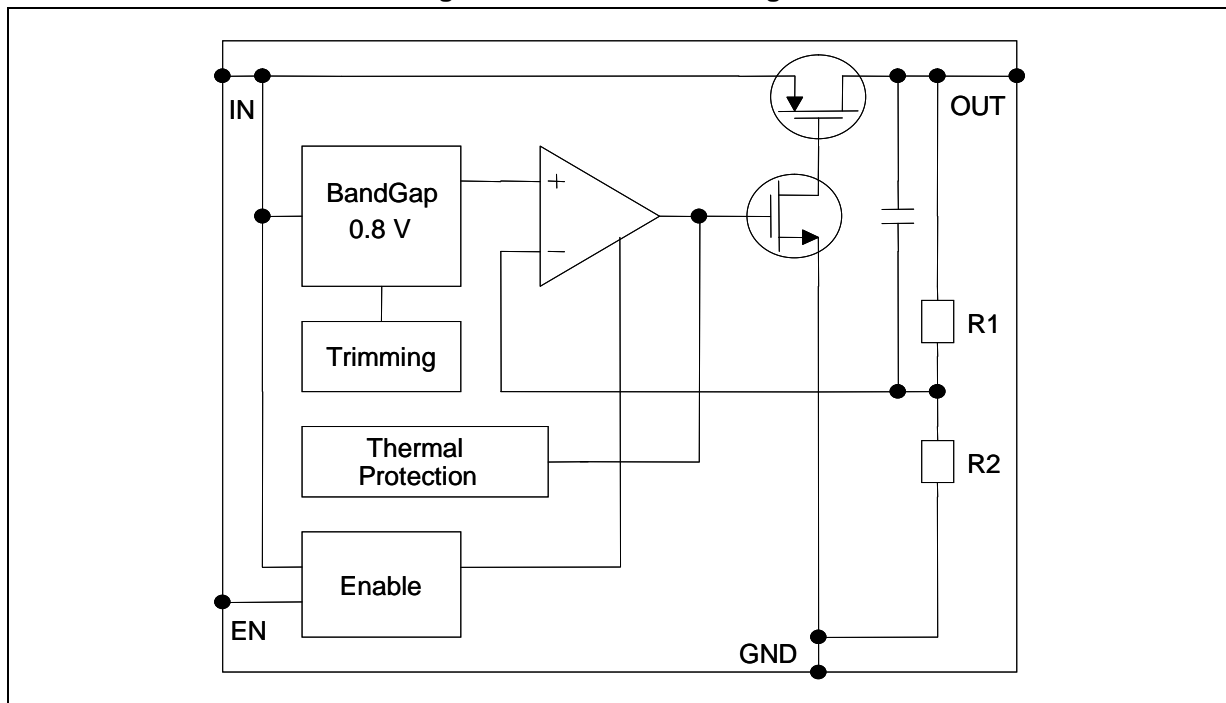 IN
OUT
BandGap
0.8 V
+
−
Trimming
R1
Thermal
Protection
R2
Enable
EN
GND